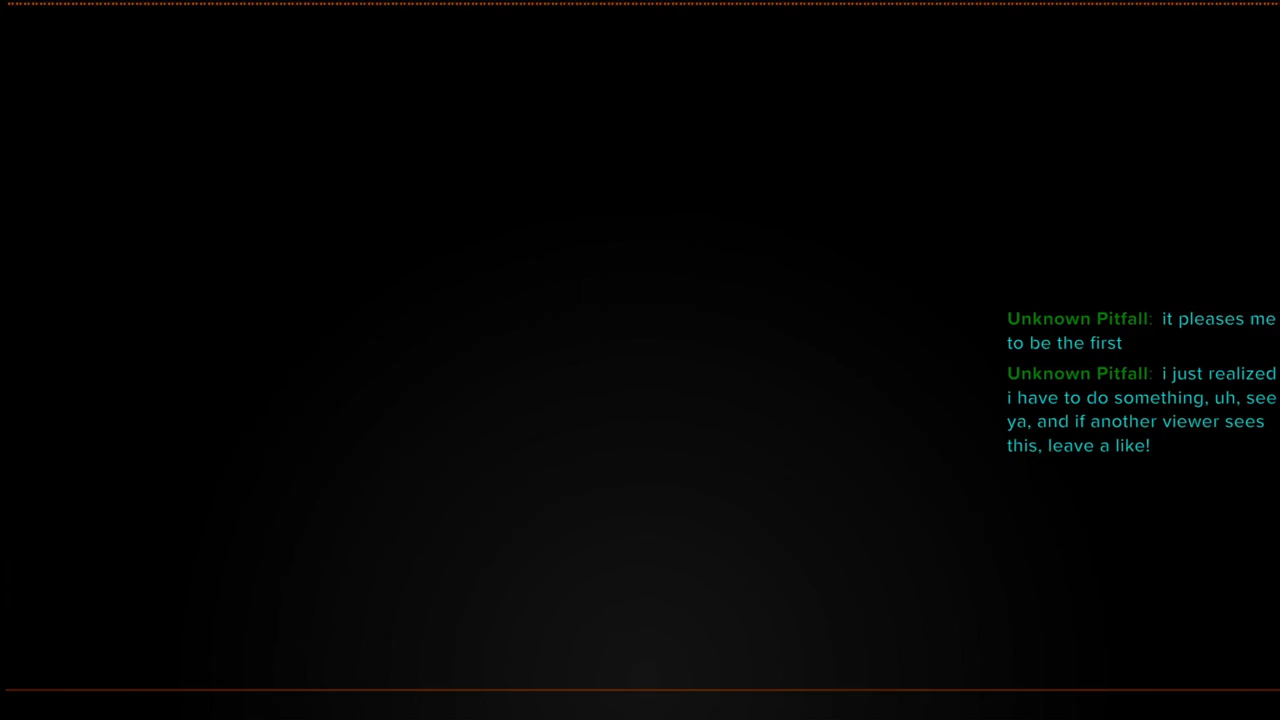 Unknown Pitfall: it pleases me
to be the first
Unknown Pitfall: i just realized
i have to do something, uh, see
ya, and if another viewer sees
this, leave a like!